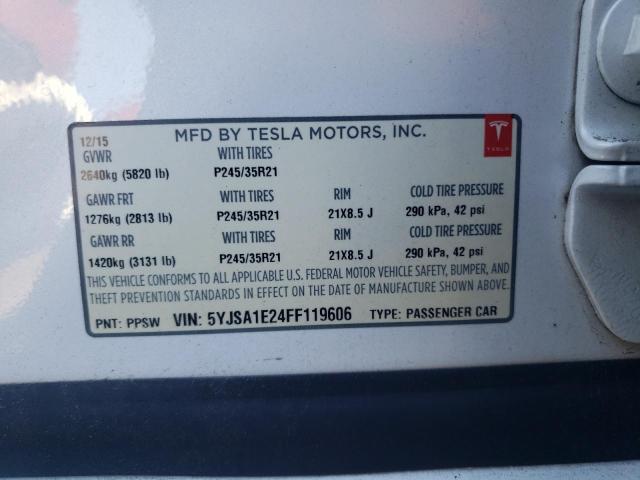 12/15 MFD BY TESLA MOTORS, INC.
TESLA
GVWR WITH TIRES
2640kg (5820 lb) P245/35R21
GAWR FRT WITH TIRES RIM COLD TIRE PRESSURE
1276kg (2813 lb) P245/35R21 21X8.5 J 290 kPa, 42 psi
GAWR RR WITH TIRES RIM COLD TIRE PRESSURE
1420kg (3131 lb) P245/35R21 21X8.5 J 290 kPa, 42 psi
THIS VEHICLE CONFORMS TO ALL APPLICABLE U.S. FEDERAL MOTOR VEHICLE SAFETY, BUMPER, AND
THEFT PREVENTION STANDARDS IN EFFECT ON THE DATE OF MANUFACTURE SHOWN ABOVE.
PNT: PPSW VIN: 5YJSA1E24FF119606 TYPE: PASSENGER CAR